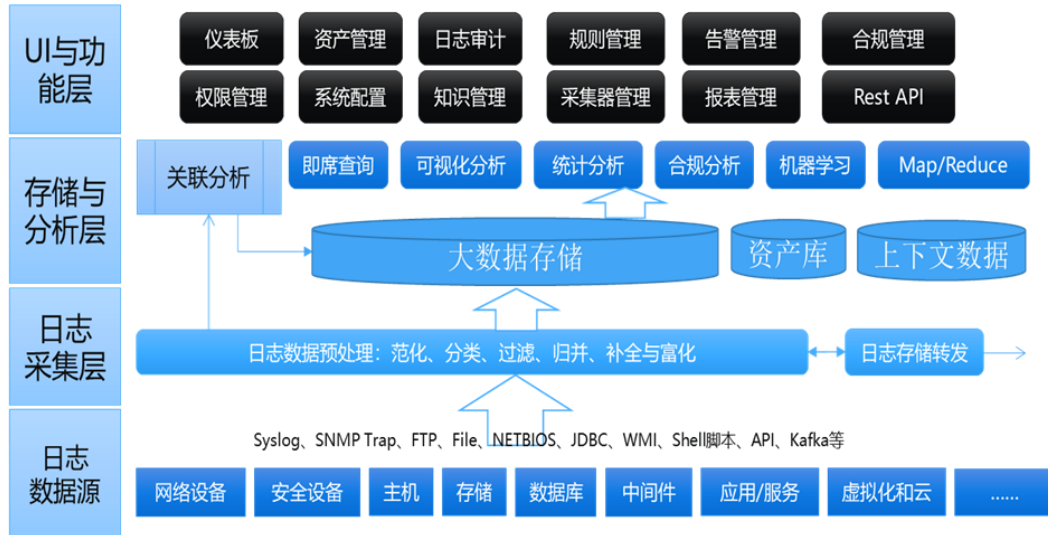 UI与功
能层
仪表板 资产管理 日志审计 规则管理 告警管理 合规管理
权限管理 系统配置 知识管理 采集器管理 报表管理 Rest API
存储与
分析层
关联分析 即席查询 可视化分析 统计分析 合规分析 机器学习 Map/Reduce
大数据存储 资产库 上下文数据
日志
采集层
日志数据预处理：范化、分类、过滤、归并、补全与富化 日志存储转发
日志
数据源
Syslog、SNMP Trap、FTP、File、NETBIOS、JDBC、WMI、Shell脚本、API、Kafka等
网络设备 安全设备 主机 存储 数据库 中间件 应用/服务 虚拟化和云 ……